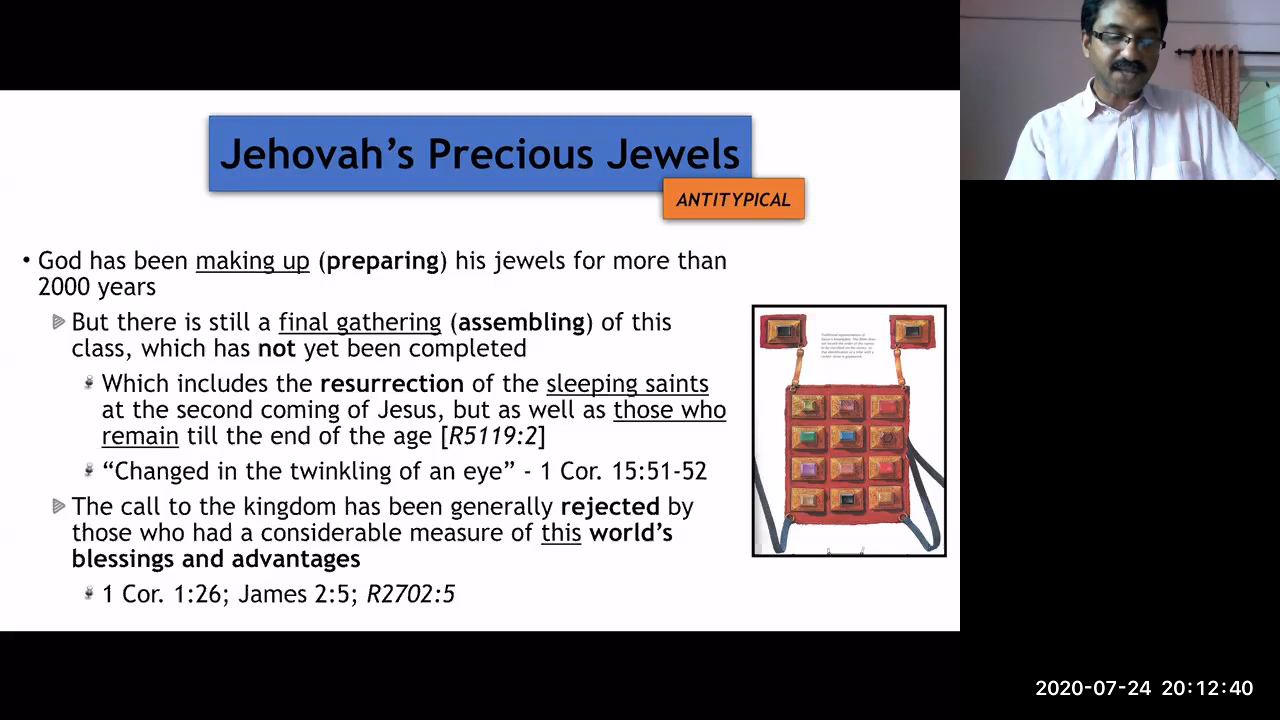 Jehovah's Precious Jewels
ANTITYPICAL
• God has been making up (preparing) his jewels for more than
2000 years
But there is still a final gathering (assembling) of this
class, which has not yet been completed
Which includes the resurrection of the sleeping saints
at the second coming of Jesus, but as well as those who
remain till the end of the age [R5119:2]
“Changed in the twinkling of an eye” - 1 Cor. 15:51-52
The call to the kingdom has been generally rejected by
those who had a considerable measure of this world's
blessings and advantages
1 Cor. 1:26; James 2:5; R2702:5
2020-07-24 20:12:40